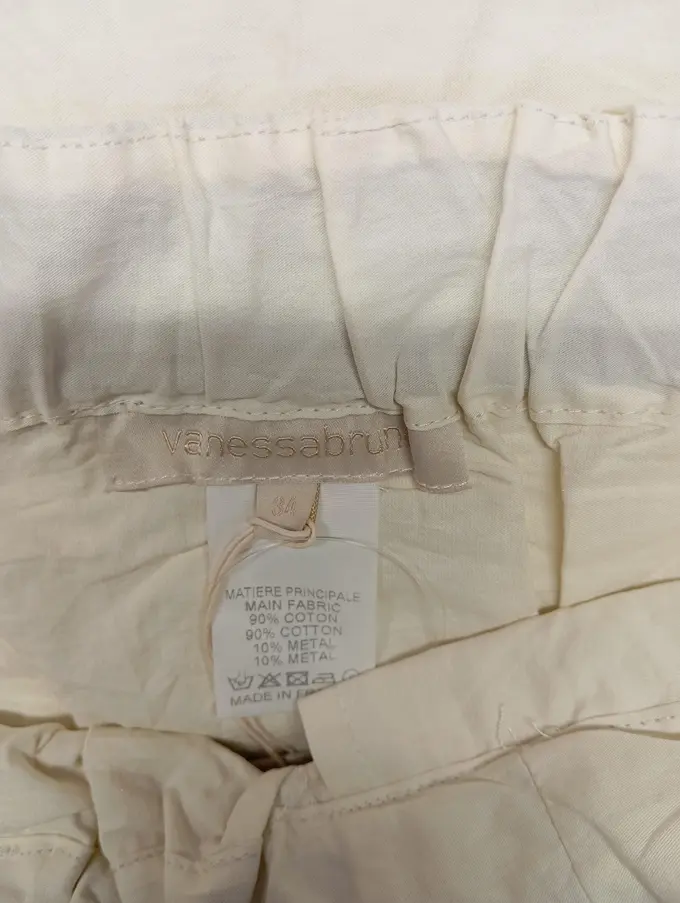 vanessabrun
34
MATIERE PRINCIPALE
MAIN FABRIC
90% COTON
90% COTTON
10% METAL
10% METAL
MADE IN